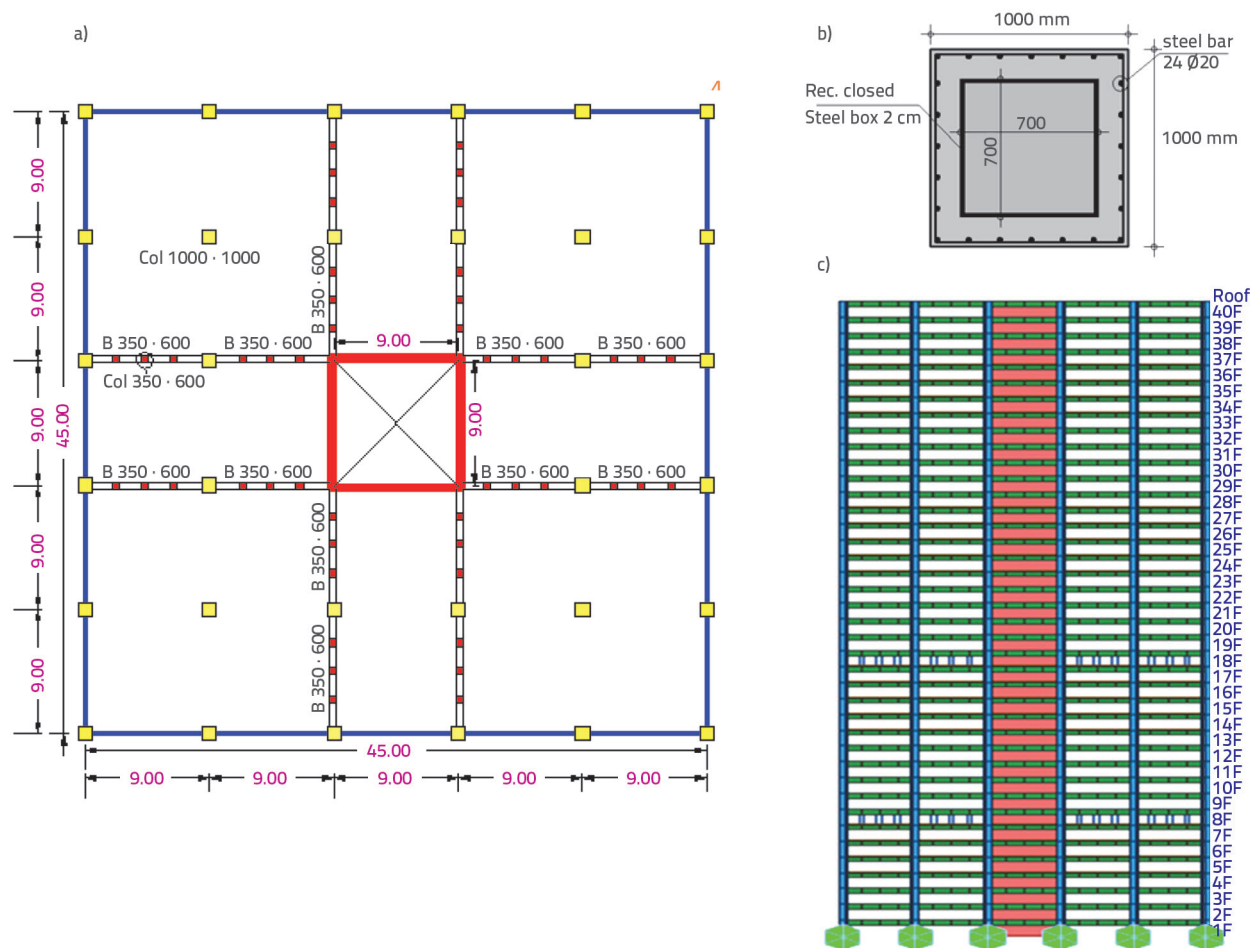 a)
9.00
9.00
9.00
9.00
9.00
45.00
Col 1000 · 1000
B 350 · 600
B 350 · 600
B 350 · 600
9.00
B 350 · 600
B 350 · 600
Col 350 · 600
9.00
B 350 · 600
B 350 · 600
B 350 · 600
B 350 · 600
B 350 · 600
B 350 · 600
45.00
9.00
9.00
9.00
9.00
9.00
b)
1000 mm
steel bar
24 Ø20
Rec. closed
Steel box 2 cm
700
700
1000 mm
c)
Roof
40F
39F
38F
37F
36F
35F
34F
33F
32F
31F
30F
29F
28F
27F
26F
25F
24F
23F
22F
21F
20F
19F
18F
17F
16F
15F
14F
13F
12F
11F
10F
9F
8F
7F
6F
5F
4F
3F
2F
1F